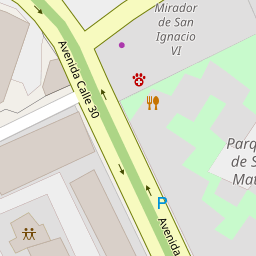 Mirador
de San
Ignacio
VI
Avenida Calle 30
Parq
de S
Mat
P
Avenida